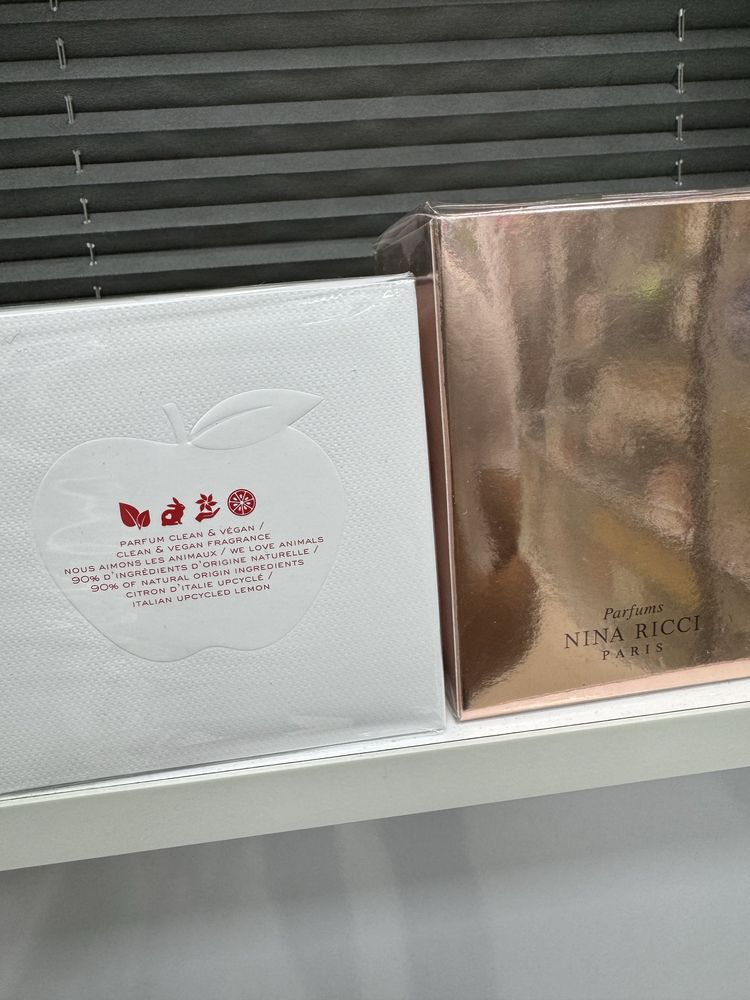 PARFUM CLEAN & VÉGAN /
CLEAN & VEGAN FRAGRANCE
NOUS AIMONS LES ANIMAUX / WE LOVE ANIMALS
90% D'INGRÉDIENTS D'ORIGINE NATURELLE /
90% OF NATURAL ORIGIN INGREDIENTS
CITRON D'ITALIE UPCYCLÉ /
ITALIAN UPCYCLED LEMON
Parfums
NINA RICCI
PARIS